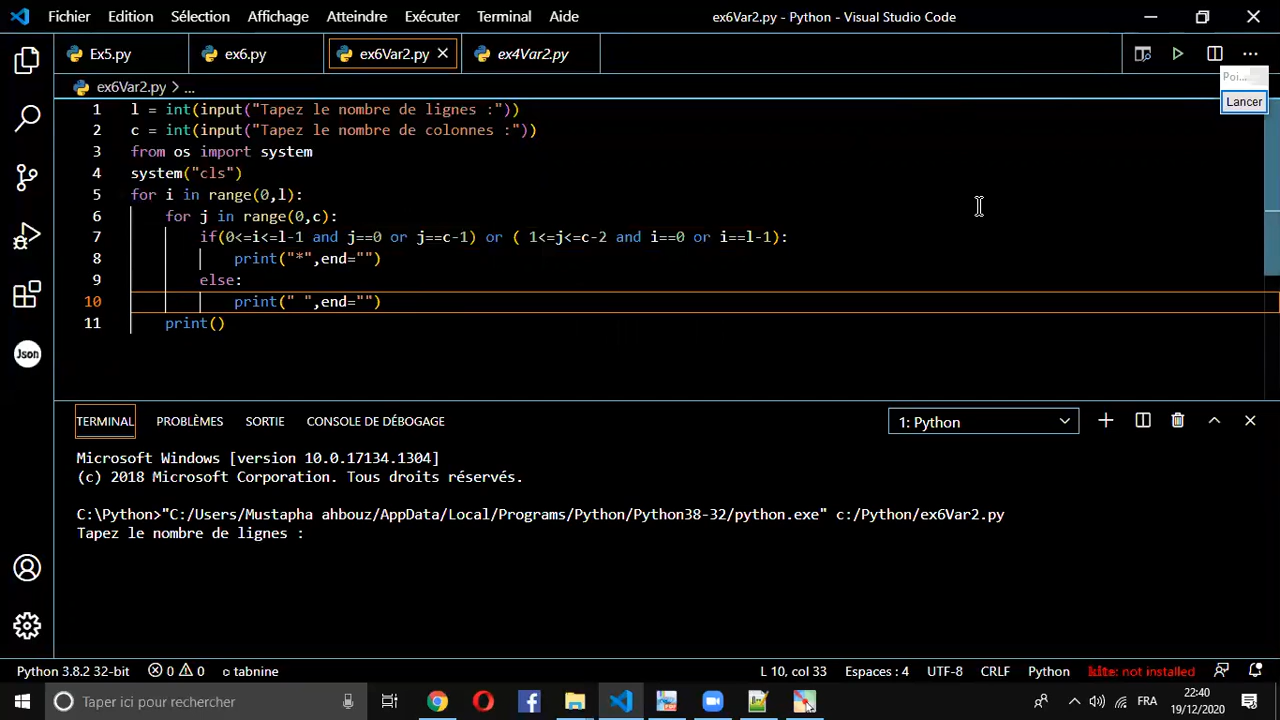 Fichier Edition Sélection Affichage Atteindre Exécuter Terminal Aide ex6Var2.py - Python - Visual Studio Code
Ex5.py ex6.py ex6Var2.py ex4Var2.py
Poi...
ex6Var2.py > ...
Lancer
1 l = int(input("Tapez le nombre de lignes :"))
2 c = int(input("Tapez le nombre de colonnes :"))
3 from os import system
4 system("cls")
5 for i in range(0,l):
6 for j in range(0,c):
7 if(0<=i<=l-1 and j==0 or j==c-1) or ( 1<=j<=c-2 and i==0 or i==l-1):
8 print("*",end="")
9 else:
10 print(" ",end="")
11 print()
Json
TERMINAL PROBLÈMES SORTIE CONSOLE DE DÉBOGAGE 1: Python
Microsoft Windows [version 10.0.17134.1304]
(c) 2018 Microsoft Corporation. Tous droits réservés.
C:\Python>"C:/Users/Mustapha ahbouz/AppData/Local/Programs/Python/Python38-32/python.exe" c:/Python/ex6Var2.py
Tapez le nombre de lignes :
Python 3.8.2 32-bit 0 0 tabnine L 10, col 33 Espaces : 4 UTF-8 CRLF Python kite: not installed
Taper ici pour rechercher FRA 22:40
19/12/2020